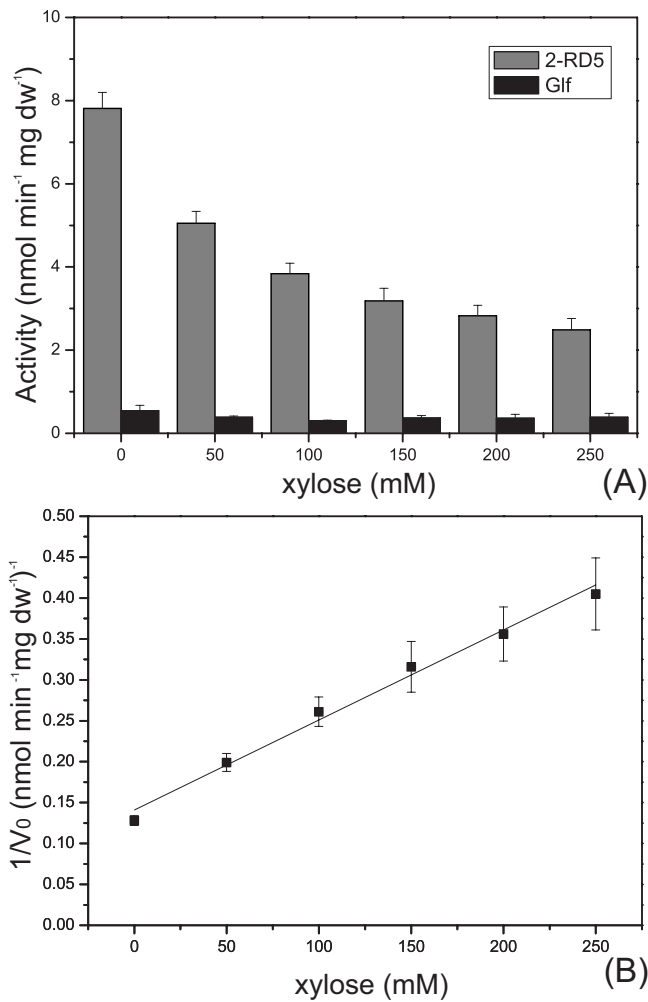 10
8
6
4
2
0
Activity (nmol min⁻¹ mg dw⁻¹)
2-RD5
Glf
0 50 100 150 200 250
xylose (mM)
(A)
0.50
0.45
0.40
0.35
0.30
0.25
0.20
0.15
0.10
0.05
0.00
1/V₀ (nmol min⁻¹mg dw⁻¹)⁻¹
0 50 100 150 200 250
xylose (mM)
(B)